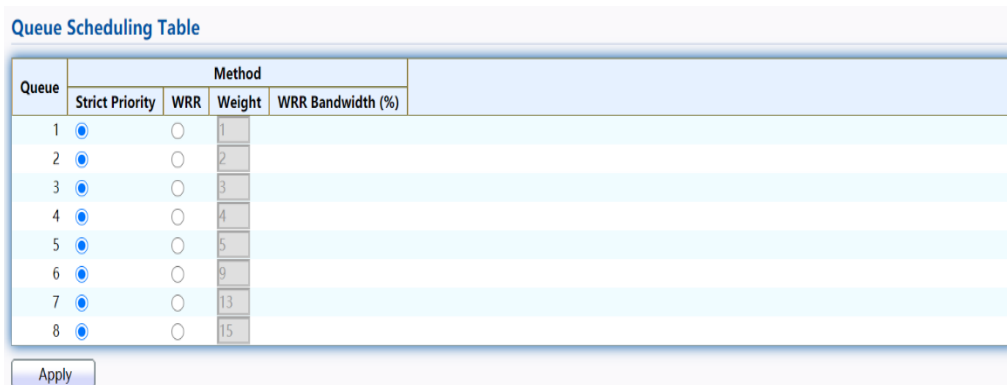 Queue Scheduling Table
Queue Method
Strict Priority WRR Weight WRR Bandwidth (%)
1 1
2 2
3 3
4 4
5 5
6 9
7 13
8 15
Apply